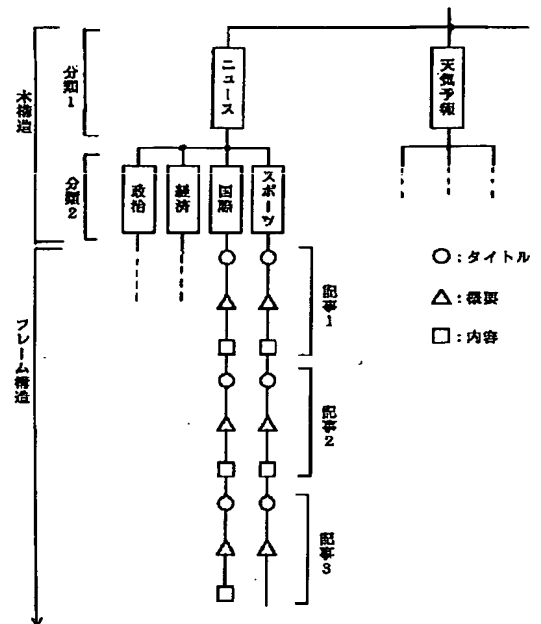 木構造
分類1
ニュース
天気予報
分類2
政治
経済
国際
スポーツ
フレーム構造
記事1
記事2
記事3
○：タイトル
△：概要
□：内容